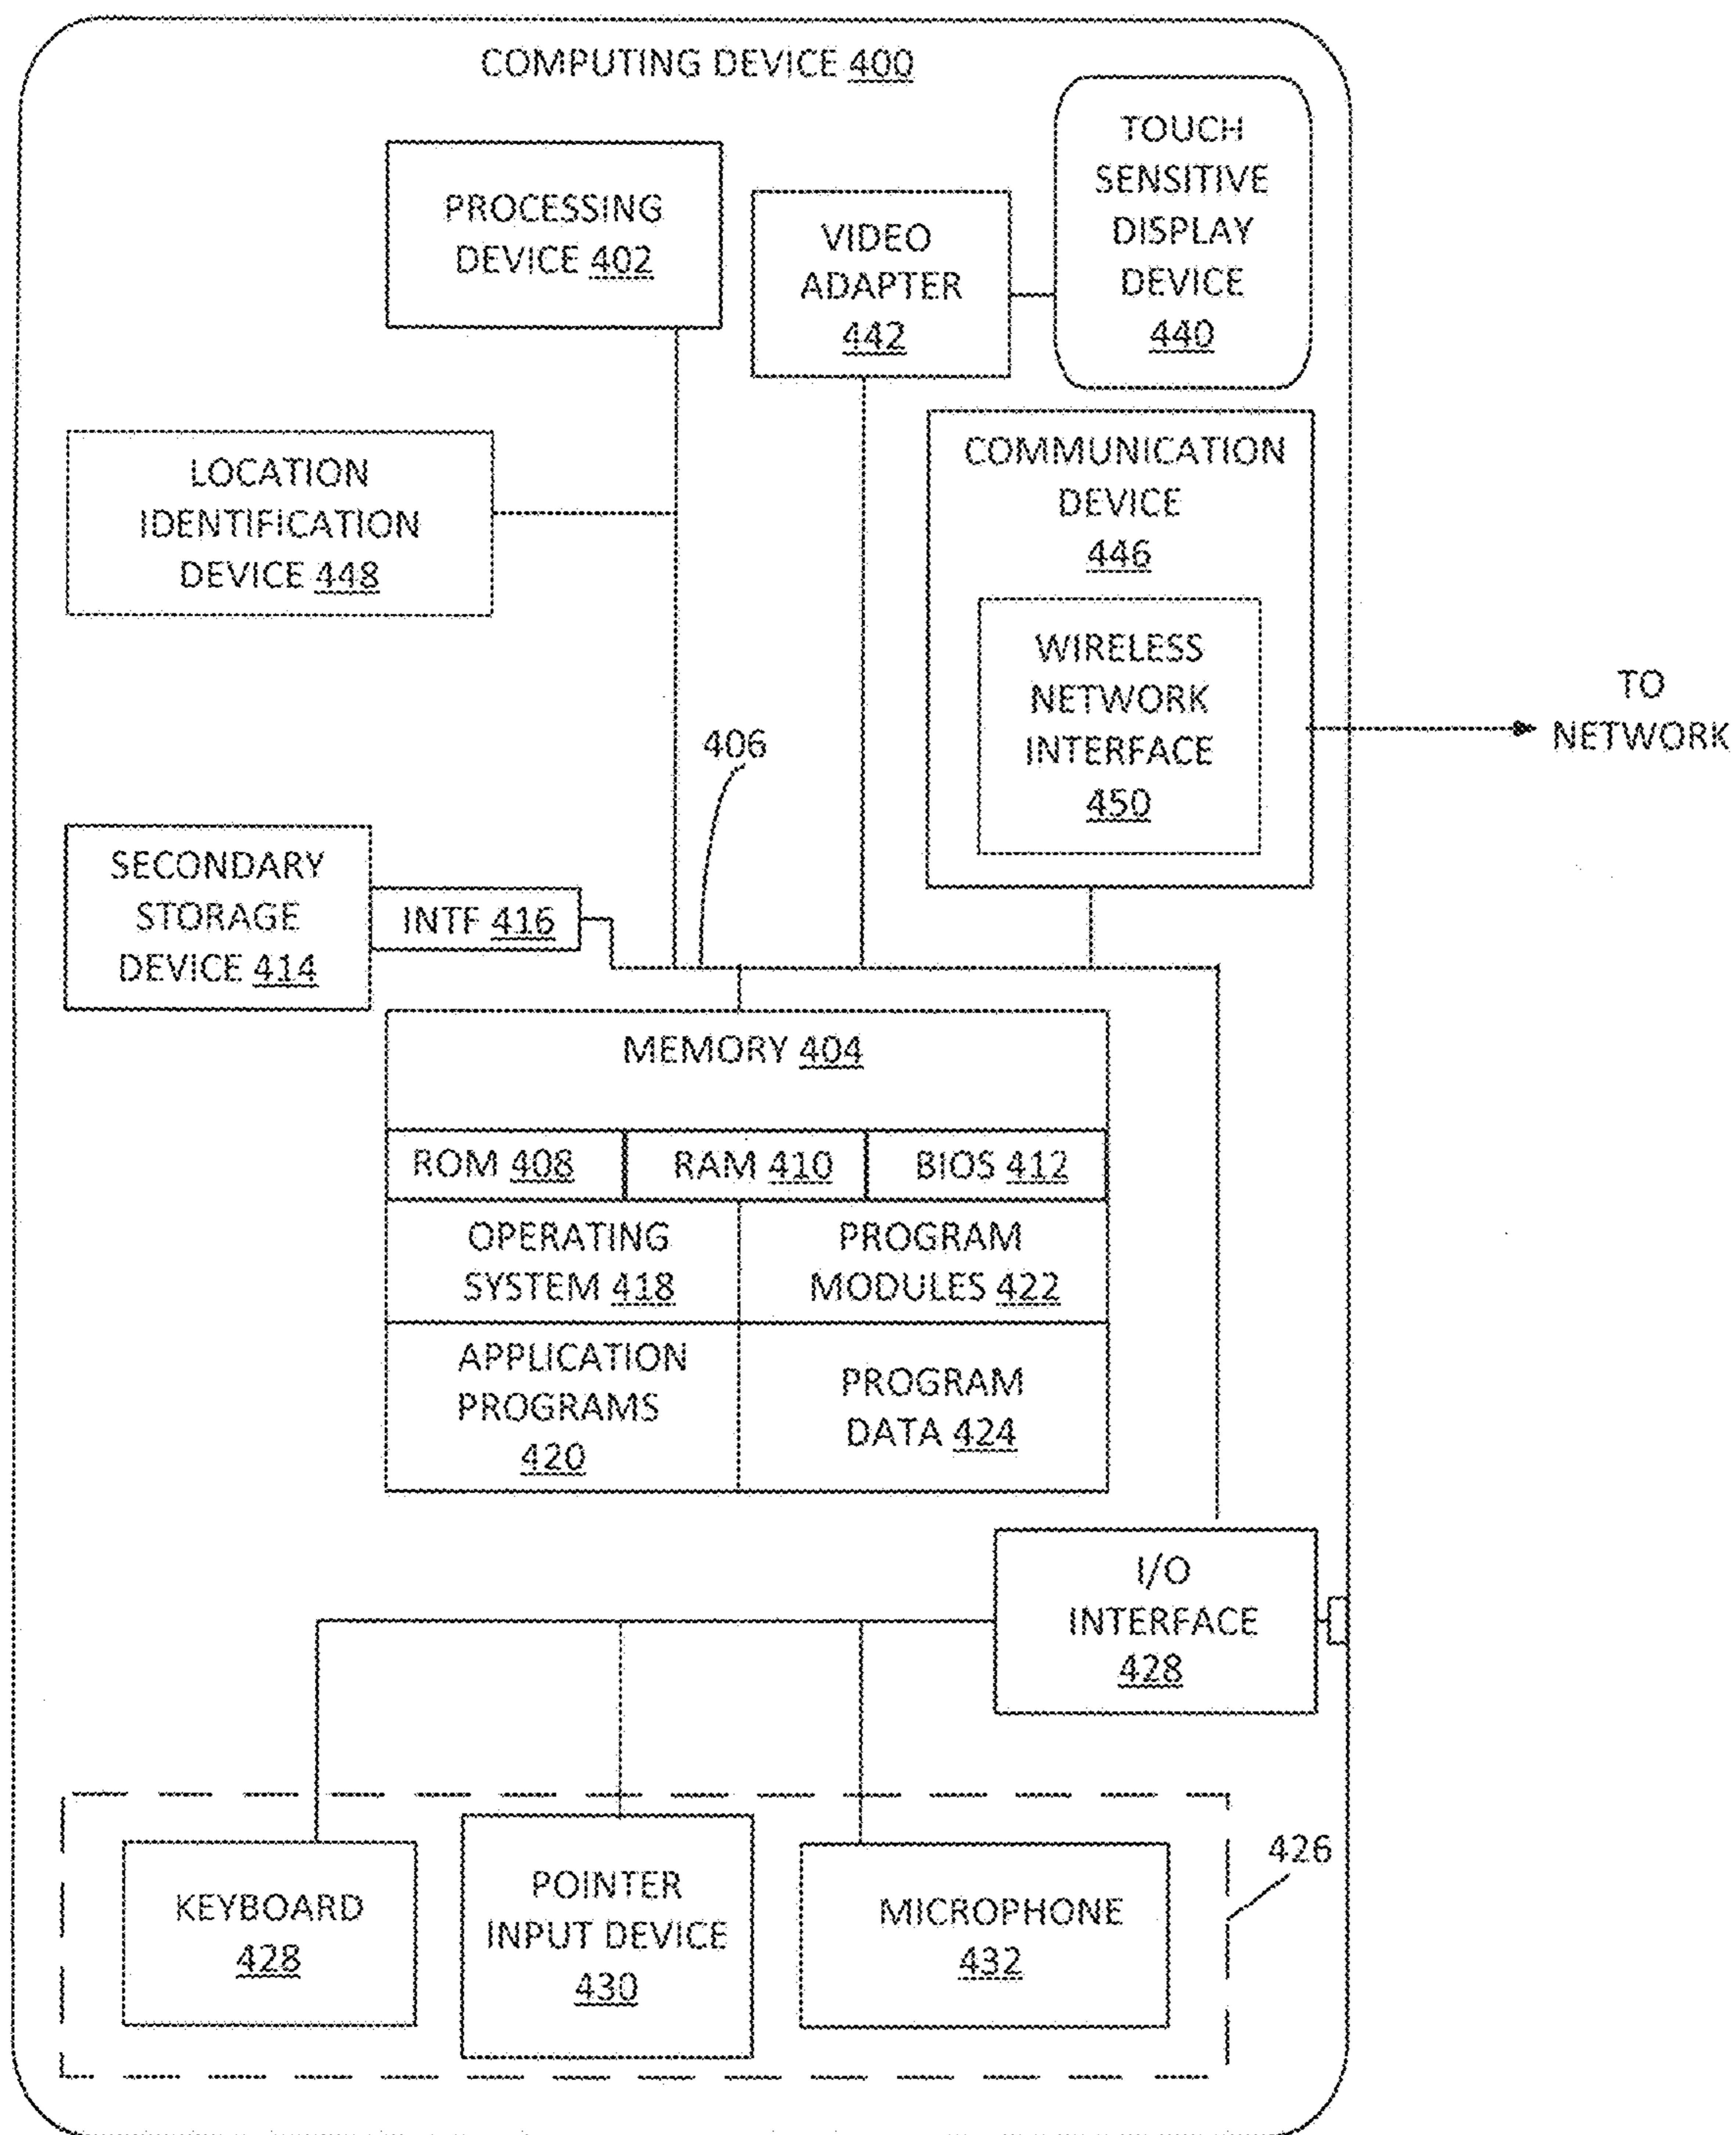 COMPUTING DEVICE 400
TOUCH
SENSITIVE
DISPLAY
DEVICE
440
PROCESSING
DEVICE 402
VIDEO
ADAPTER
442
LOCATION
IDENTIFICATION
DEVICE 448
COMMUNICATION
DEVICE
446
WIRELESS
NETWORK
INTERFACE
450
TO
NETWORK
406
SECONDARY
STORAGE
DEVICE 414
INTF 416
MEMORY 404
ROM 408
RAM 410
BIOS 412
OPERATING
SYSTEM 418
PROGRAM
MODULES 422
APPLICATION
PROGRAMS
420
PROGRAM
DATA 424
I/O
INTERFACE
428
426
KEYBOARD
428
POINTER
INPUT DEVICE
430
MICROPHONE
432